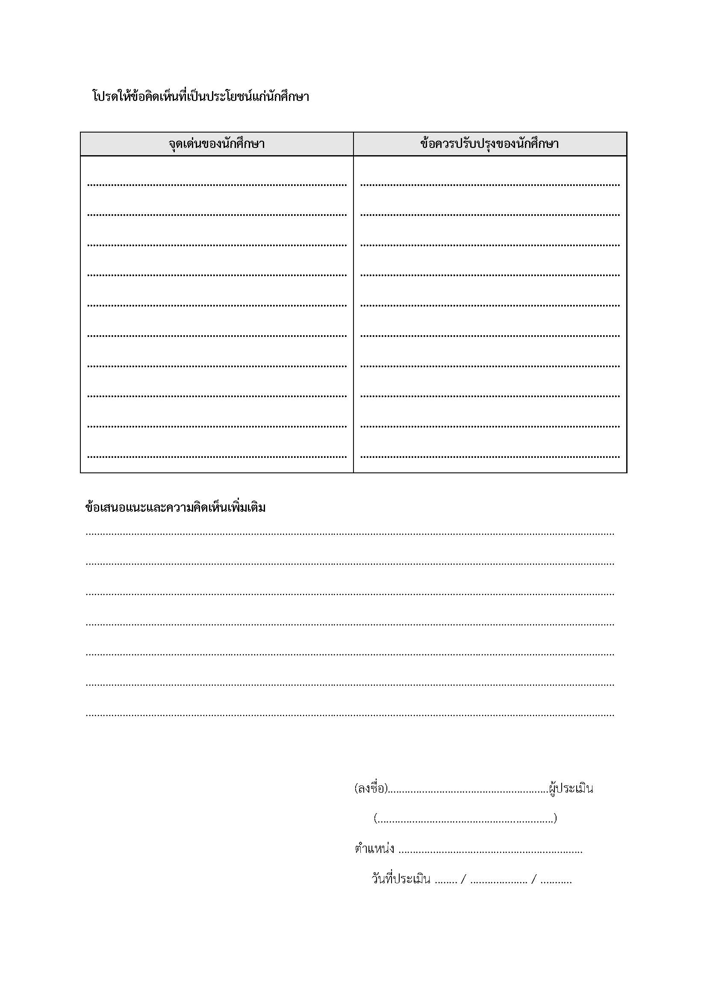 โปรดให้ข้อคิดเห็นที่เป็นประโยชน์แก่นักศึกษา
จุดเด่นของนักศึกษา ข้อควรปรับปรุงของนักศึกษา
ข้อเสนอแนะและความคิดเห็นเพิ่มเติม
(ลงชื่อ)........................................................ผู้ประเมิน
(.............................................................)
ตำแหน่ง ................................................................
วันที่ประเมิน ........ / .................... / ...........